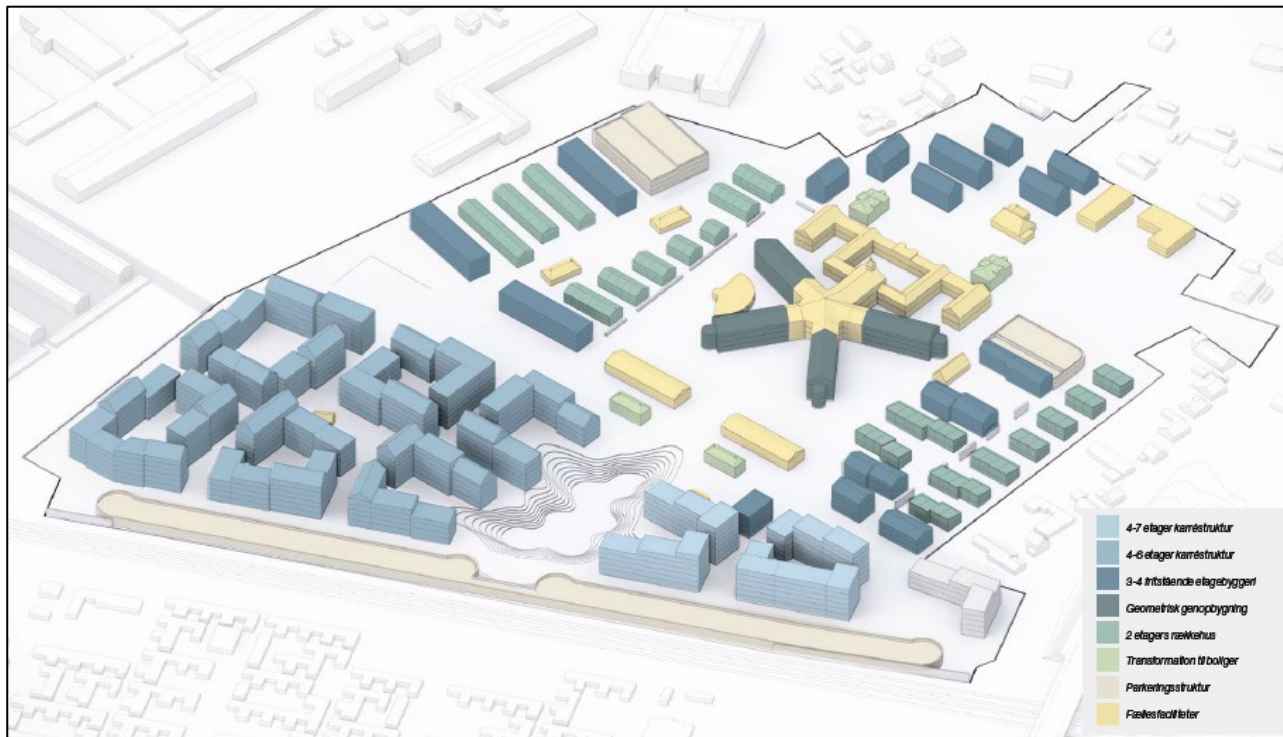 4-7 etager karréstruktur
4-6 etager karréstruktur
3-4 fritstående etagebyggeri
Geometrisk genopbygning
2 etagers rækkehus
Transformation til boliger
Parkeringsstruktur
Fællesfaciliteter